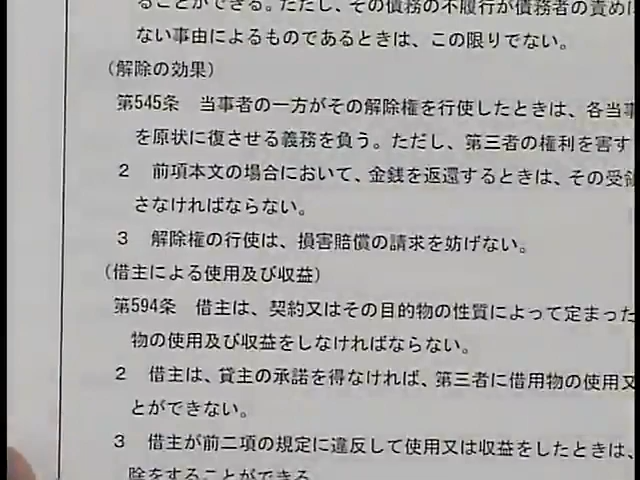 ることができる。ただし、その債務の不履行が債務者の責め
ない事由によるものであるときは、この限りでない。
(解除の効果)
第545条 当事者の一方がその解除権を行使したときは、各当事
を原状に復させる義務を負う。ただし、第三者の権利を害す
2 前項本文の場合において、金銭を返還するときは、その受領
さなければならない。
3 解除権の行使は、損害賠償の請求を妨げない。
(借主による使用及び収益)
第594条 借主は、契約又はその目的物の性質によって定まった
物の使用及び収益をしなければならない。
2 借主は、貸主の承諾を得なければ、第三者に借用物の使用又
とができない。
3 借主が前二項の規定に違反して使用又は収益をしたときは、
除をすることができる